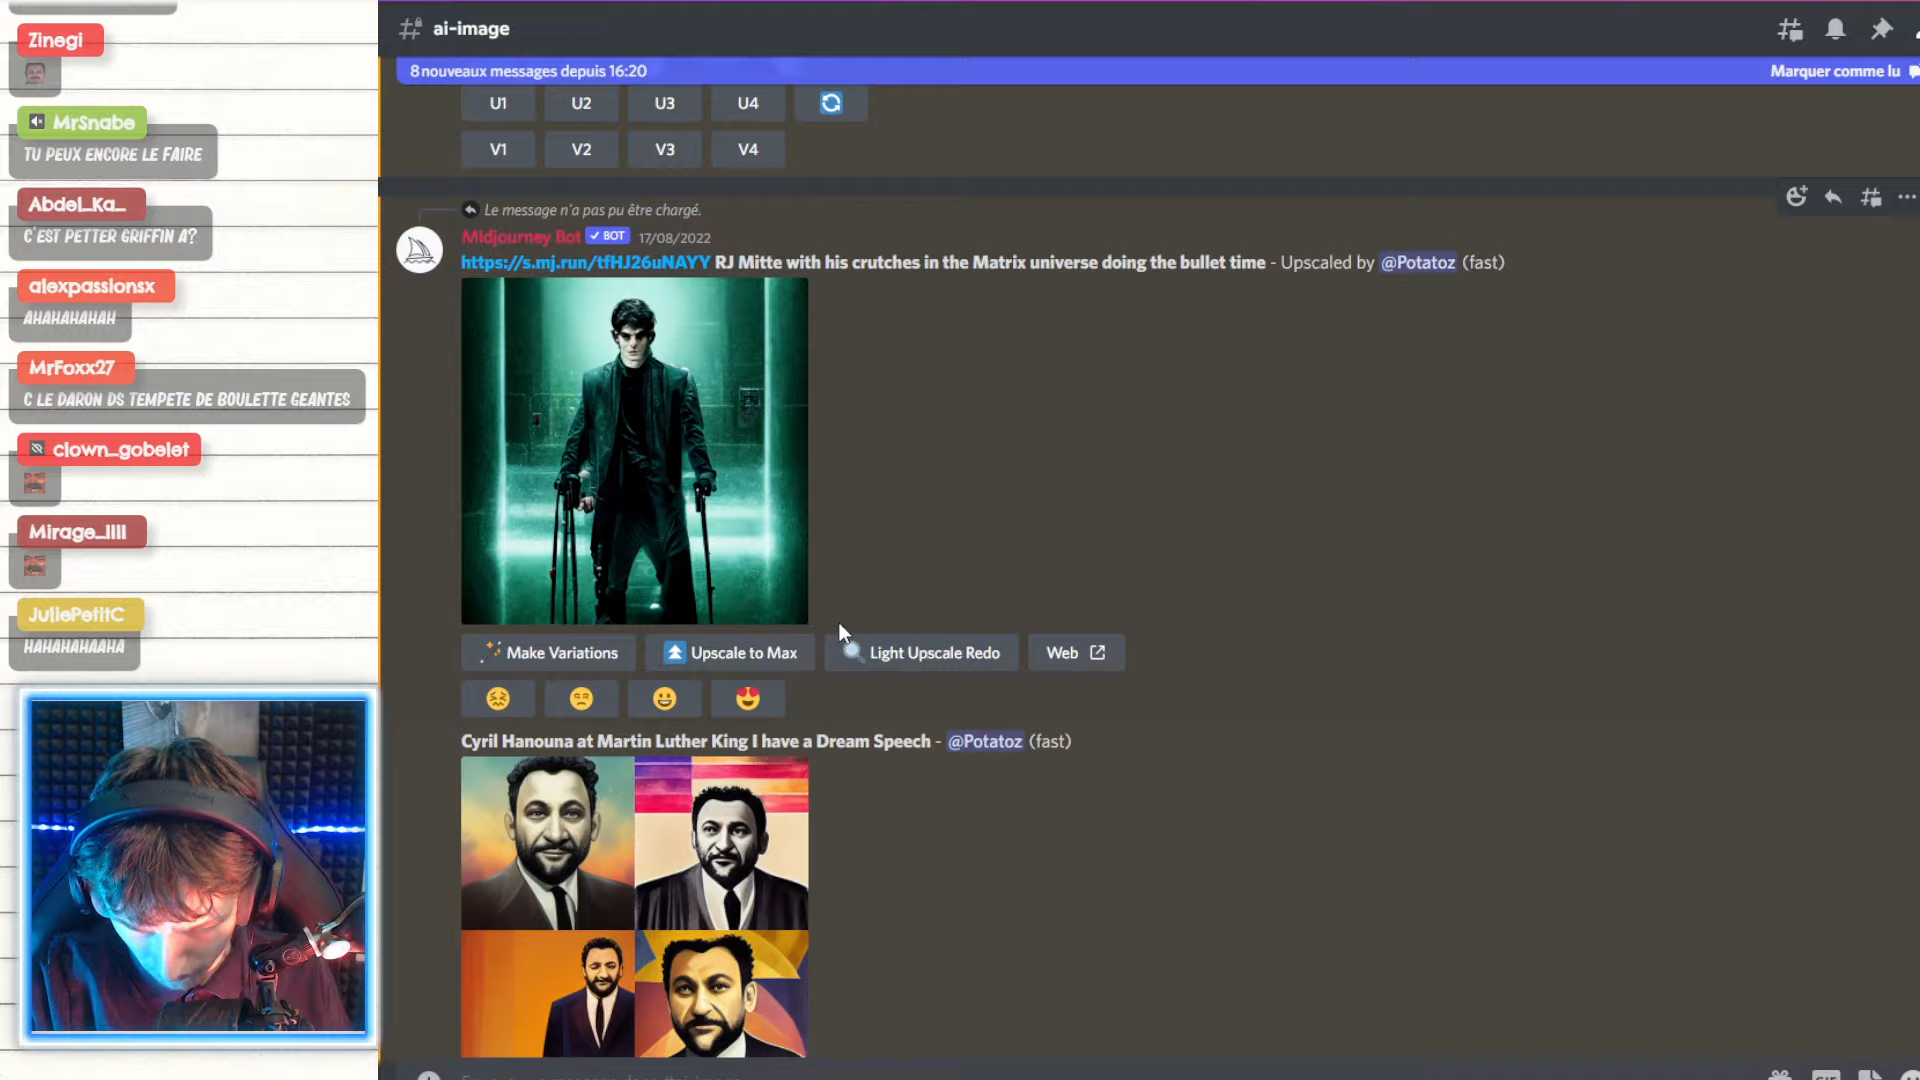 Zinegi
MrSnabe
TU PEUX ENCORE LE FAIRE
Abdel_Ka_
C'EST PETTER GRIFFIN A?
alexpassionsx
AHAHAHAHAH
MrFoxx27
C LE DARON DS TEMPETE DE BOULETTE GEANTES
clown_gobelet
Mirage_IIII
JuliePetitC
HAHAHAHAAHA
ai-image
8 nouveaux messages depuis 16:20
Marquer comme lu
U1 U2 U3 U4
V1 V2 V3 V4
Le message n'a pas pu être chargé.
Midjourney Bot BOT 17/08/2022
https://s.mj.run/tfHJ26uNAYY RJ Mitte with his crutches in the Matrix universe doing the bullet time - Upscaled by @Potatoz (fast)
Make Variations Upscale to Max Light Upscale Redo Web
Cyril Hanouna at Martin Luther King I have a Dream Speech - @Potatoz (fast)
GIF